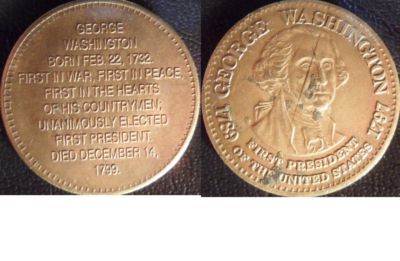 GEORGE
WASHINGTON
BORN FEB. 22, 1732.
FIRST IN WAR, FIRST IN PEACE,
FIRST IN THE HEARTS
OF HIS COUNTRYMEN;
UNANIMOUSLY ELECTED
FIRST PRESIDENT.
DIED DECEMBER 14,
1799.
1789 GEORGE WASHINGTON 1797
FIRST PRESIDENT
OF THE UNITED STATES